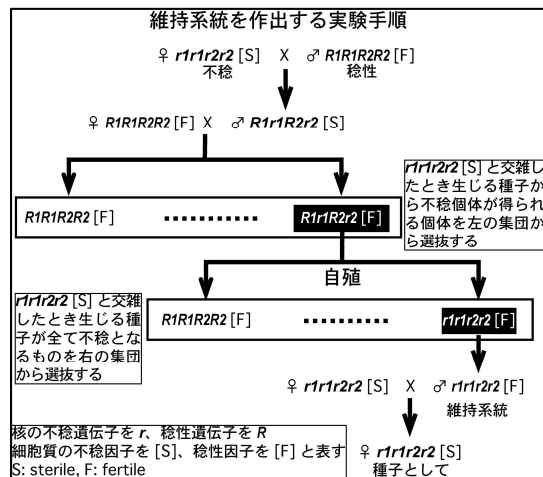 維持系統を作出する実験手順
♀ r1r1r2r2 [S] X ♂ R1R1R2R2 [F]
不稔 稔性
♀ R1R1R2R2 [F] X ♂ R1r1R2r2 [S]
r1r1r2r2 [S] と交雑し
たとき生じる種子か
ら不稔個体が得られ
る個体を左の集団か
ら選抜する
R1R1R2R2 [F] ･･････････ R1r1R2r2 [F]
自殖
r1r1r2r2 [S] と交雑
したとき生じる種
子が全て不稔とな
るものを右の集団
から選抜する
R1R1R2R2 [F] ･･････････ r1r1r2r2 [F]
♀ r1r1r2r2 [S] X ♂ r1r1r2r2 [F]
維持系統
核の不稔遺伝子を r、稔性遺伝子を R
細胞質の不稔因子を [S]、稔性因子を [F] と表す
S: sterile, F: fertile
♀ r1r1r2r2 [S]
種子として